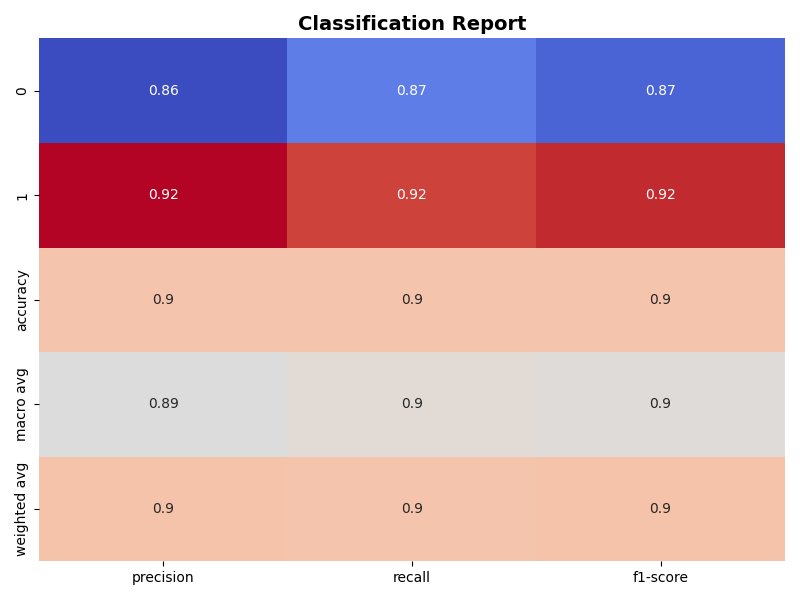 Classification Report
0 0.86 0.87 0.87
1 0.92 0.92 0.92
accuracy 0.9 0.9 0.9
macro avg 0.89 0.9 0.9
weighted avg 0.9 0.9 0.9
precision recall f1-score